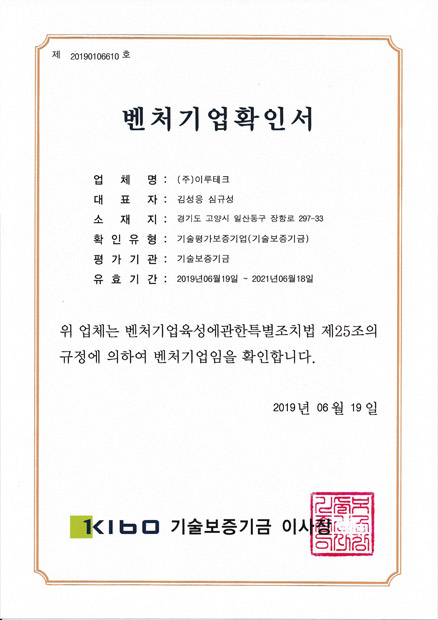 제 20190106610 호
벤처기업확인서
업 체 명 : (주)이루테크
대 표 자 : 김성응 심규성
소 재 지 : 경기도 고양시 일산동구 장항로 297-33
확 인 유 형 : 기술평가보증기업(기술보증기금)
평 가 기 관 : 기술보증기금
유 효 기 간 : 2019년06월19일 ~ 2021년06월18일
위 업체는 벤처기업육성에관한특별조치법 제25조의
규정에 의하여 벤처기업임을 확인합니다.
2019년 06월 19일
KIBO 기술보증기금 이사장